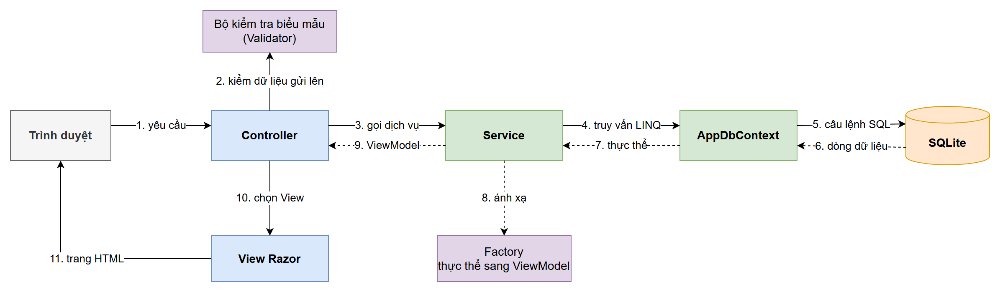 Bộ kiểm tra biểu mẫu
(Validator)
2. kiểm dữ liệu gửi lên
Trình duyệt
1. yêu cầu
Controller
3. gọi dịch vụ
9. ViewModel
Service
4. truy vấn LINQ
7. thực thể
AppDbContext
5. câu lệnh SQL
6. dòng dữ liệu
SQLite
10. chọn View
8. ánh xạ
11. trang HTML
View Razor
Factory
thực thể sang ViewModel